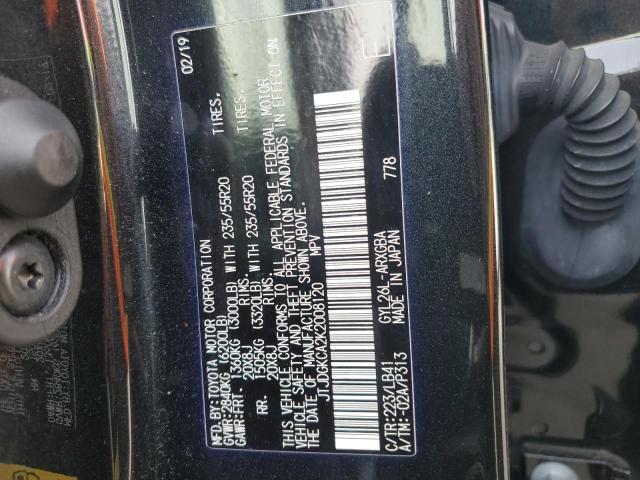 MFD.BY:TOYOTA MOTOR CORPORATION 02/19
GVWR:2840KG (6260LB)
GAWR:FRT. 1360KG (3000LB) WITH 235/55R20 TIRES.
20X8J RIMS.
RR. 1505KG (3320LB) WITH 235/55R20 TIRES.
20X8J RIMS.
THIS VEHICLE CONFORMS TO ALL APPLICABLE FEDERAL MOTOR
VEHICLE SAFETY AND THEFT PREVENTION STANDARDS IN EFFECT ON
THE DATE OF MANUFACTURE SHOWN ABOVE.
JTJDGKCA2K2008120 MPV
C/TR:223/LB41 GYL26L-ARXGBA 778
A/TM:-02A/P313 MADE IN JAPAN